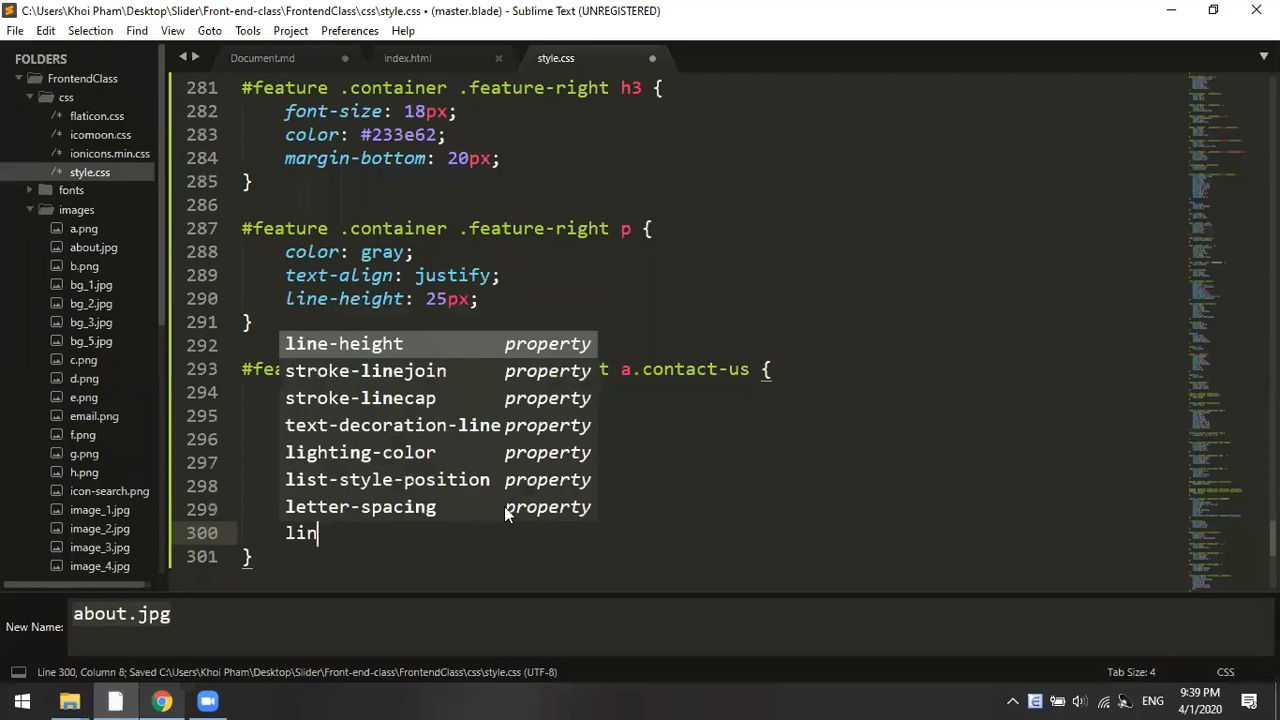 C:\Users\Khoi Pham\Desktop\Slider\Front-end-class\FrontendClass\css\style.css • (master.blade) - Sublime Text (UNREGISTERED)
File Edit Selection Find View Goto Tools Project Preferences Help
FOLDERS
FrontendClass
css
/* flaticon.css
/* icomoon.css
/* ionicons.min.css
/* style.css
fonts
images
a.png
about.jpg
b.png
bg_1.jpg
bg_2.jpg
bg_3.jpg
bg_5.jpg
c.png
d.png
e.png
email.png
f.png
g.png
h.png
icon-search.png
image_1.jpg
image_2.jpg
image_3.jpg
image_4.jpg
Document.md index.html style.css
281 #feature .container .feature-right h3 {
282 font-size: 18px;
283 color: #233e62;
284 margin-bottom: 20px;
285 }
286
287 #feature .container .feature-right p {
288 color: gray;
289 text-align: justify;
290 line-height: 25px;
291 }
292
293 #fea t a.contact-us {
294
295
296
297
298
299
300 lin
301 }
line-height property
stroke-linejoin property
stroke-linecap property
text-decoration-line property
lighting-color property
list-style-position property
letter-spacing property
New Name: about.jpg
Line 300, Column 8; Saved C:\Users\Khoi Pham\Desktop\Slider\Front-end-class\FrontendClass\css\style.css (UTF-8) Tab Size: 4 CSS
ENG
9:39 PM
4/1/2020